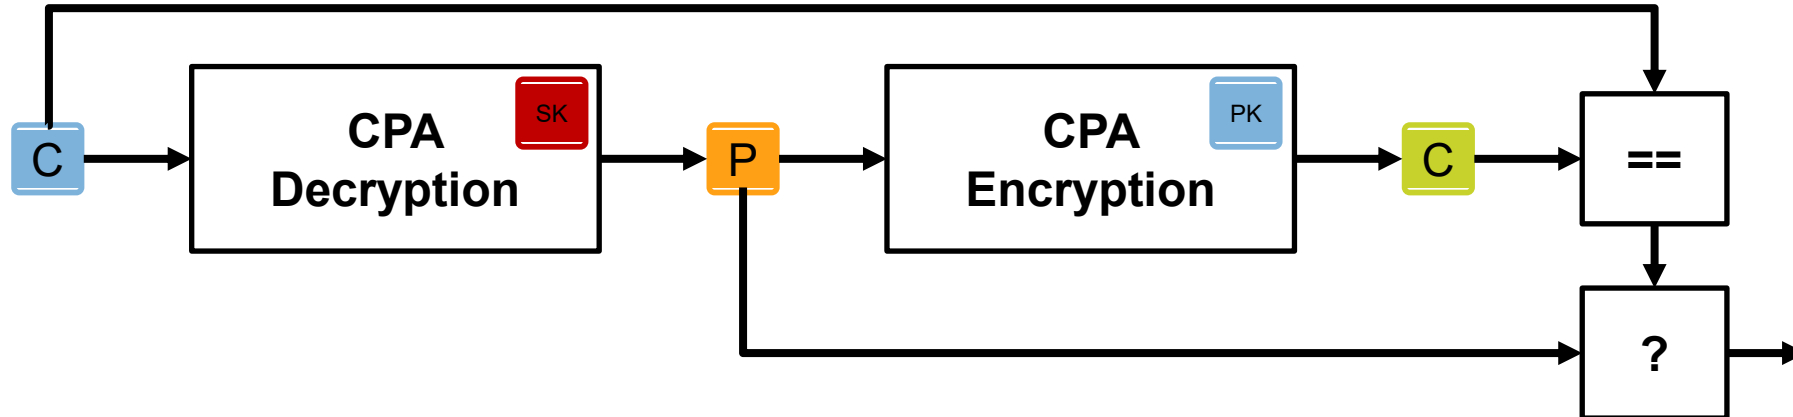 C
CPA
Decryption
SK
P
CPA
Encryption
PK
C
==
?